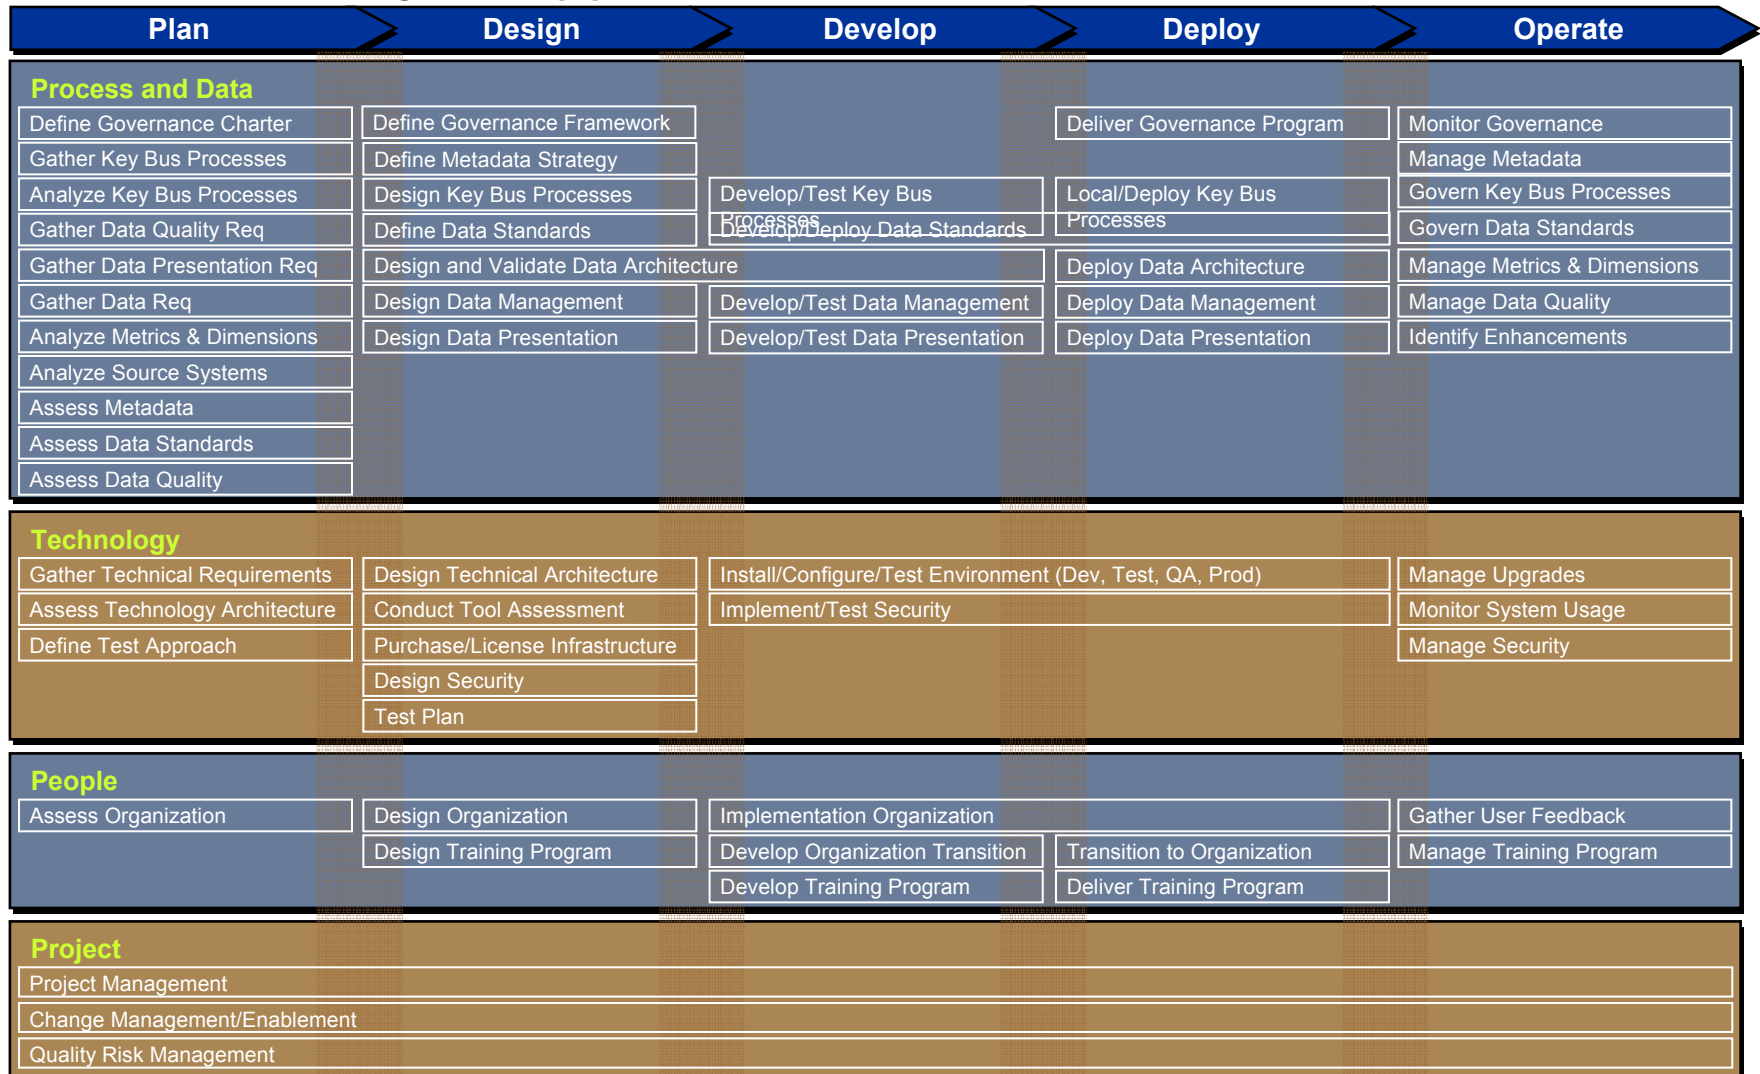 Plan
Design
Develop
Deploy
Operate
Process and Data
Define Governance Charter
Define Governance Framework
Deliver Governance Program
Monitor Governance
Gather Key Bus Processes
Define Metadata Strategy
Manage Metadata
Analyze Key Bus Processes
Design Key Bus Processes
Develop/Test Key Bus
Processes
Local/Deploy Key Bus
Processes
Govern Key Bus Processes
Gather Data Quality Req
Define Data Standards
Develop/Deploy Data Standards
Govern Data Standards
Gather Data Presentation Req
Design and Validate Data Architecture
Deploy Data Architecture
Manage Metrics & Dimensions
Gather Data Req
Design Data Management
Develop/Test Data Management
Deploy Data Management
Manage Data Quality
Analyze Metrics & Dimensions
Design Data Presentation
Develop/Test Data Presentation
Deploy Data Presentation
Identify Enhancements
Analyze Source Systems
Assess Metadata
Assess Data Standards
Assess Data Quality
Technology
Gather Technical Requirements
Design Technical Architecture
Install/Configure/Test Environment (Dev, Test, QA, Prod)
Manage Upgrades
Assess Technology Architecture
Conduct Tool Assessment
Implement/Test Security
Monitor System Usage
Define Test Approach
Purchase/License Infrastructure
Manage Security
Design Security
Test Plan
People
Assess Organization
Design Organization
Implementation Organization
Gather User Feedback
Design Training Program
Develop Organization Transition
Transition to Organization
Manage Training Program
Develop Training Program
Deliver Training Program
Project
Project Management
Change Management/Enablement
Quality Risk Management